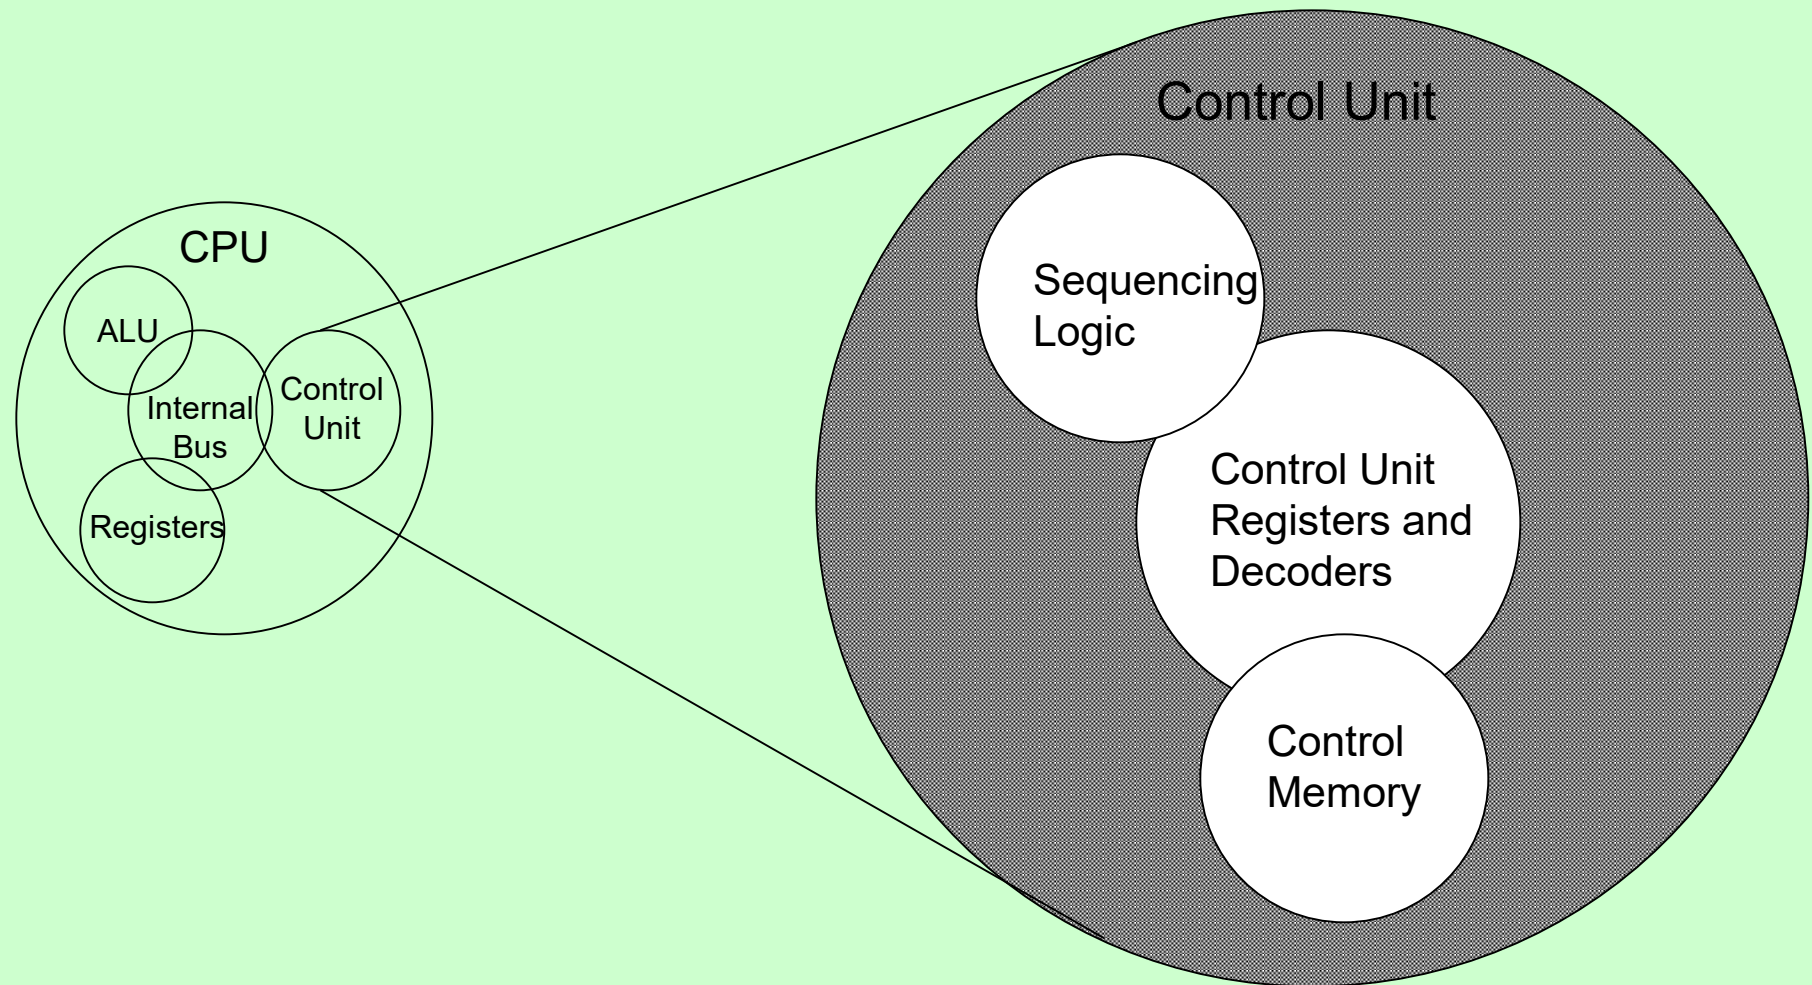 CPU
ALU
Internal
Bus
Control
Unit
Registers
Control Unit
Sequencing
Logic
Control Unit
Registers and
Decoders
Control
Memory